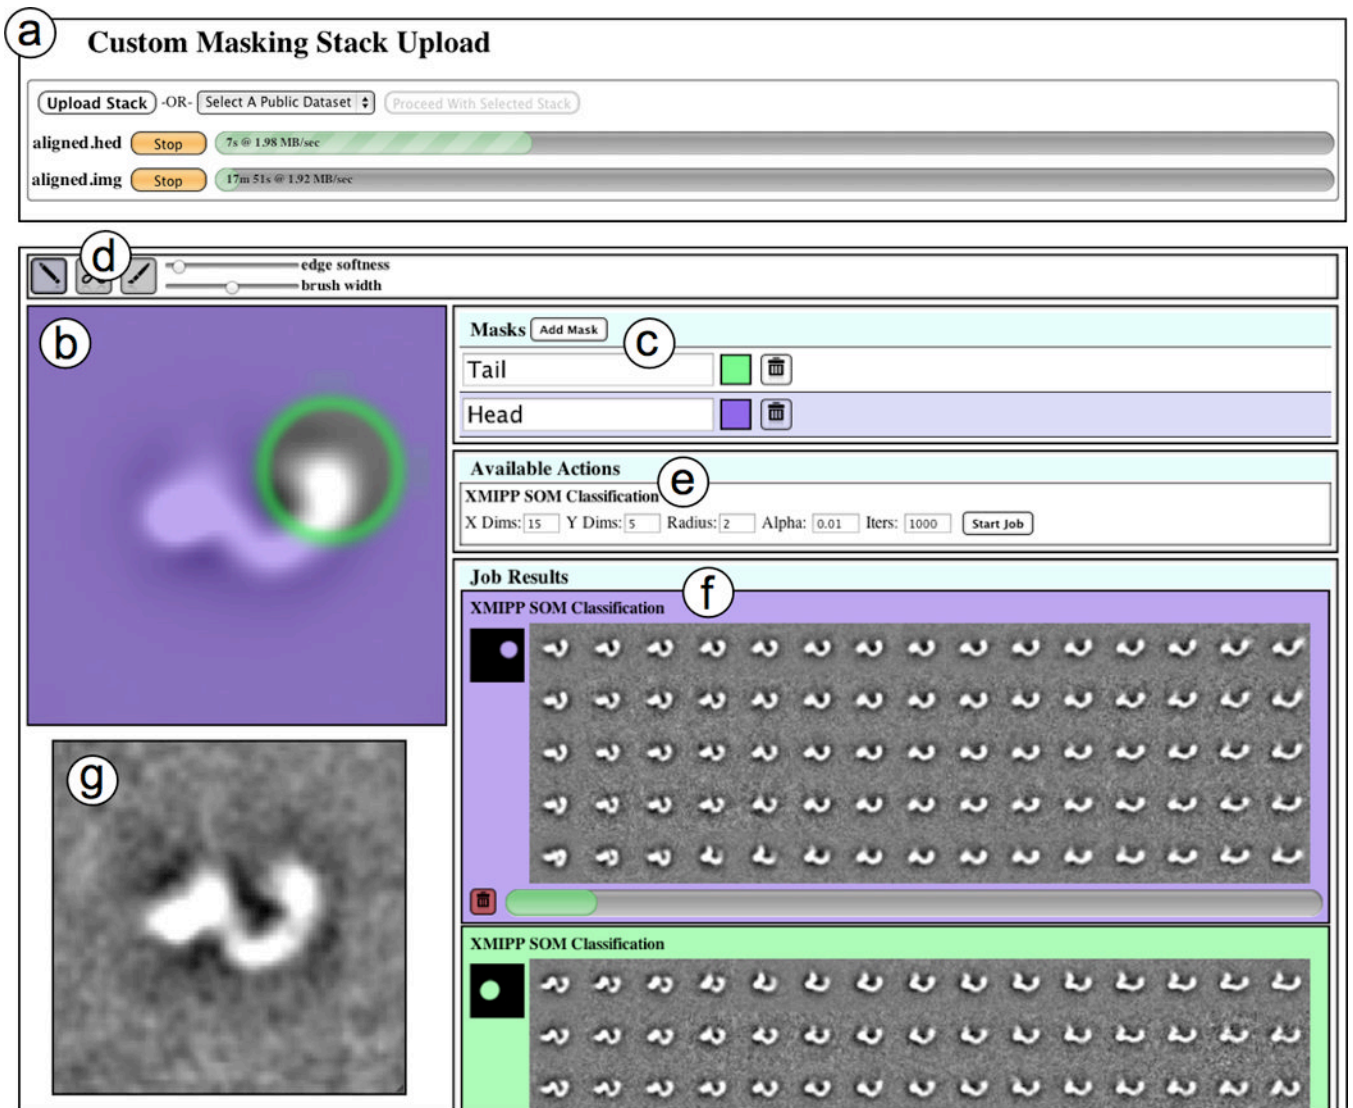 a
Custom Masking Stack Upload
Upload Stack -OR- Select A Public Dataset Proceed With Selected Stack
aligned.hed Stop 7s @ 1.98 MB/sec
aligned.img Stop 17m 51s @ 1.92 MB/sec
d
edge softness
brush width
b
Masks Add Mask
c
Tail
Head
Available Actions
e
XMIPP SOM Classification
X Dims: 15 Y Dims: 5 Radius: 2 Alpha: 0.01 Iters: 1000 Start Job
Job Results
f
XMIPP SOM Classification
g
XMIPP SOM Classification